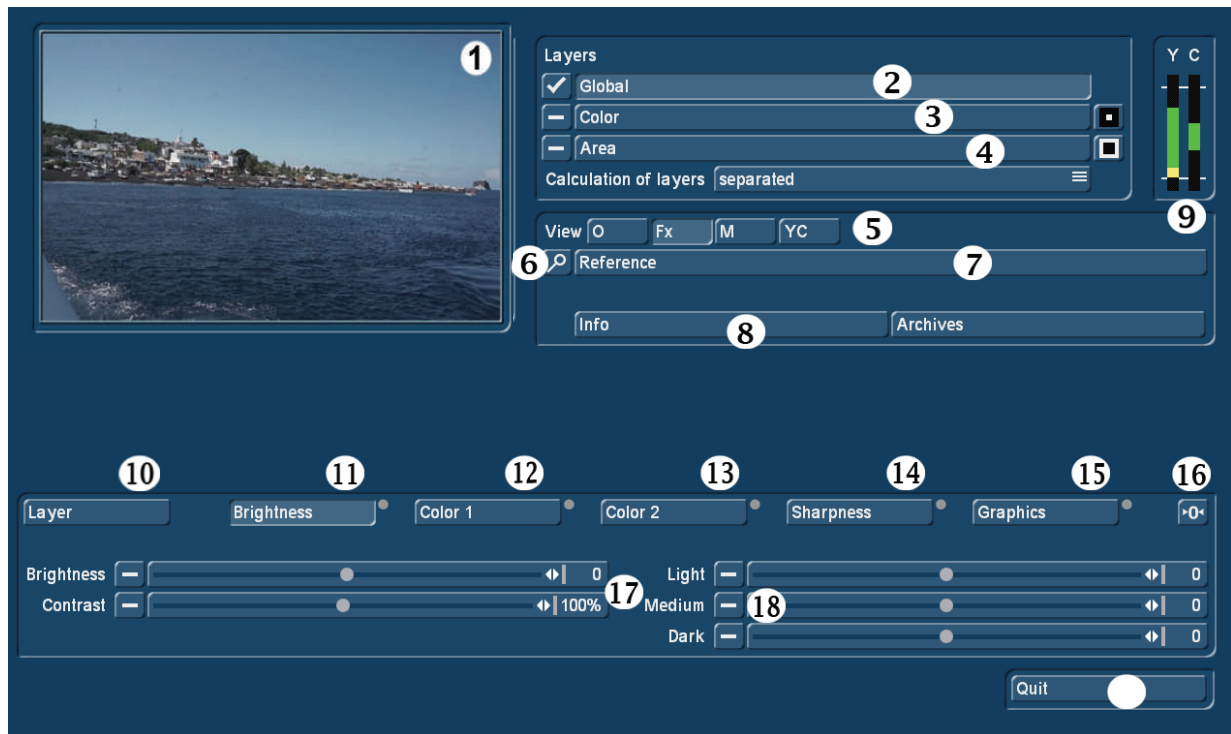 1
Layers
Y C
Global 2
Color 3
Area 4
Calculation of layers separated
9
View O Fx M YC 5
6 Reference 7
Info 8 Archives
10 11 12 13 14 15 16
Layer Brightness Color 1 Color 2 Sharpness Graphics 0
Brightness 0 Light 0
Contrast 100% 17 Medium 18 0
Dark 0
Quit